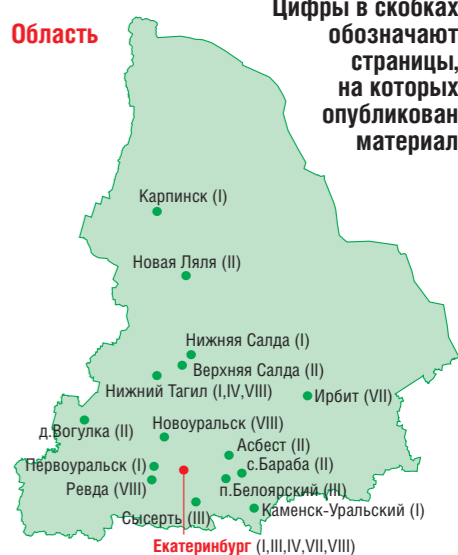 Область
Цифры в скобках
обозначают
страницы,
на которых
опубликован
материал
Карпинск (I)
Новая Ляля (II)
Нижняя Салда (I)
Верхняя Салда (II)
Нижний Тагил (I,IV,VIII)
Ирбит (VII)
д.Вогулка (II)
Новоуральск (VIII)
Асбест (II)
Первоуральск (I)
с.Бараба (II)
Ревда (VIII)
п.Белоярский (III)
Сысерть (III)
Каменск-Уральский (I)
Екатеринбург (I,III,IV,VII,VIII)